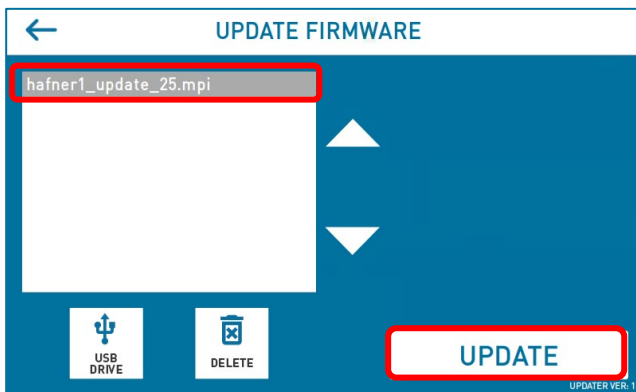 UPDATE FIRMWARE
hafner1_update_25.mpi
USB
DRIVE
DELETE
UPDATE
UPDATER VER: 1